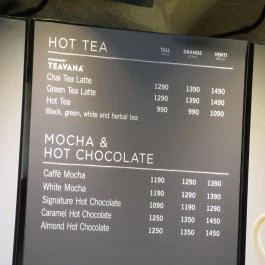 HOT TEA TALL GRANDE VENTI
TEAVANA
Chai Tea Latte 1290 1390 1490
Green Tea Latte 1290 1390 1490
Hot Tea 990 990 1090
Black, green, white and herbal tea
MOCHA &
HOT CHOCOLATE
Caffè Mocha 1190 1290 1390
White Mocha 1190 1290 1390
Signature Hot Chocolate 1090 1190 1290
Caramel Hot Chocolate 1250 1350 1450
Almond Hot Chocolate 1250 1350 1450